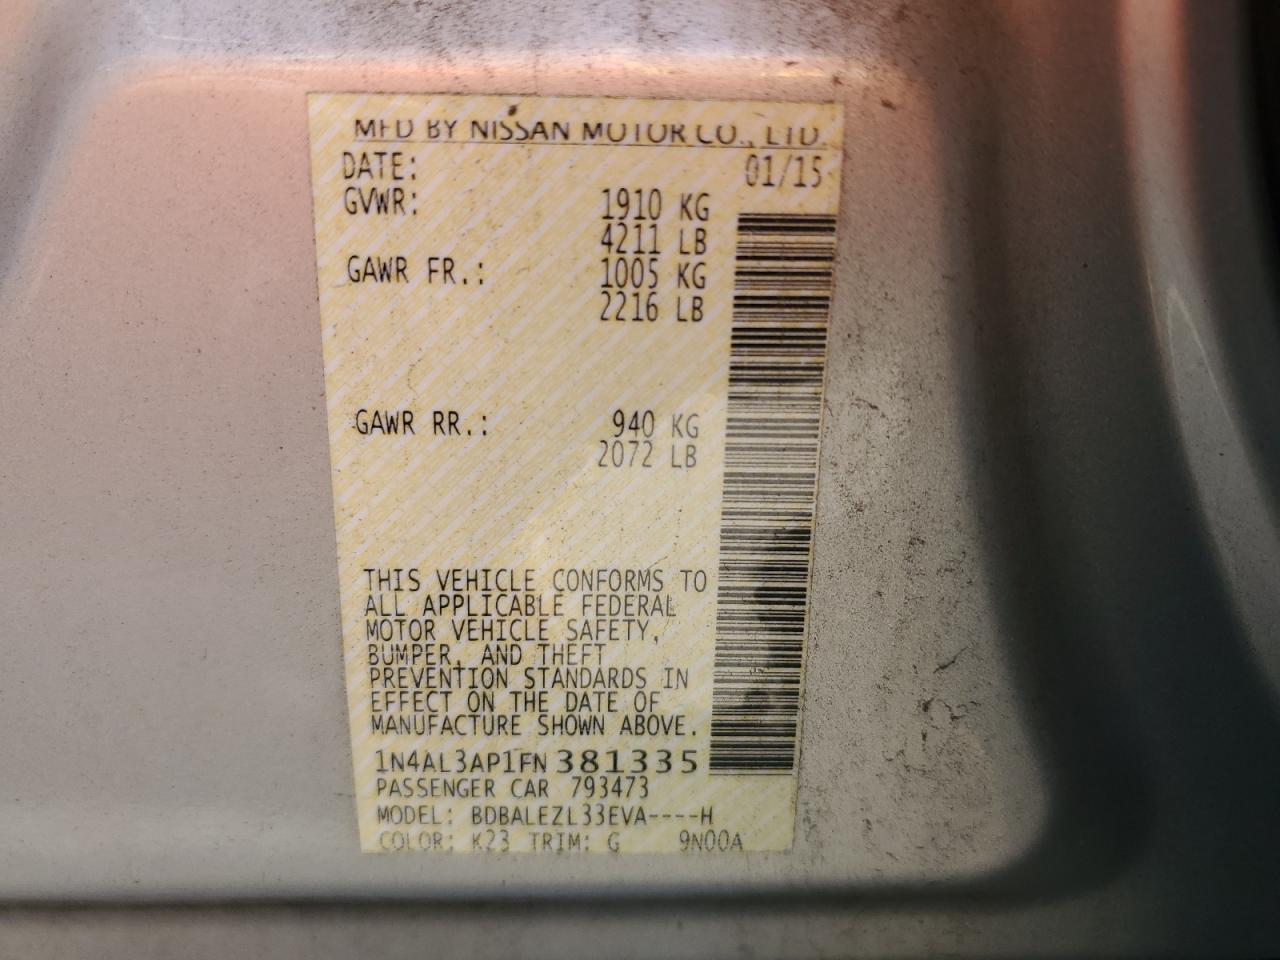 MFD BY NISSAN MOTOR CO., LTD.
DATE: 01/15
GVWR: 1910 KG
4211 LB
GAWR FR.: 1005 KG
2216 LB
GAWR RR.: 940 KG
2072 LB
THIS VEHICLE CONFORMS TO
ALL APPLICABLE FEDERAL
MOTOR VEHICLE SAFETY,
BUMPER, AND THEFT
PREVENTION STANDARDS IN
EFFECT ON THE DATE OF
MANUFACTURE SHOWN ABOVE.
1N4AL3AP1FN381335
PASSENGER CAR 793473
MODEL: BDBALEZL33EVA----H
COLOR: K23 TRIM: G 9N00A